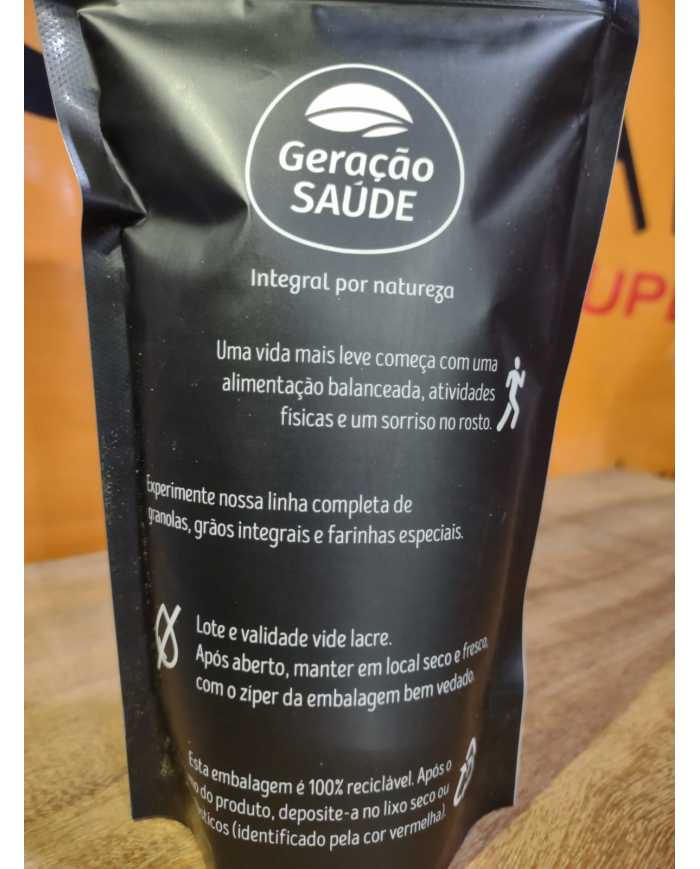 Geração
SAÚDE
Integral por natureza
Uma vida mais leve começa com uma
alimentação balanceada, atividades
físicas e um sorriso no rosto.
Experimente nossa linha completa de
granolas, grãos integrais e farinhas especiais.
Lote e validade vide lacre.
Após aberto, manter em local seco e fresco,
com o zíper da embalagem bem vedado.
Esta embalagem é 100% reciclável. Após o
do produto, deposite-a no lixo seco ou
(identificado pela cor vermelha).
UPE